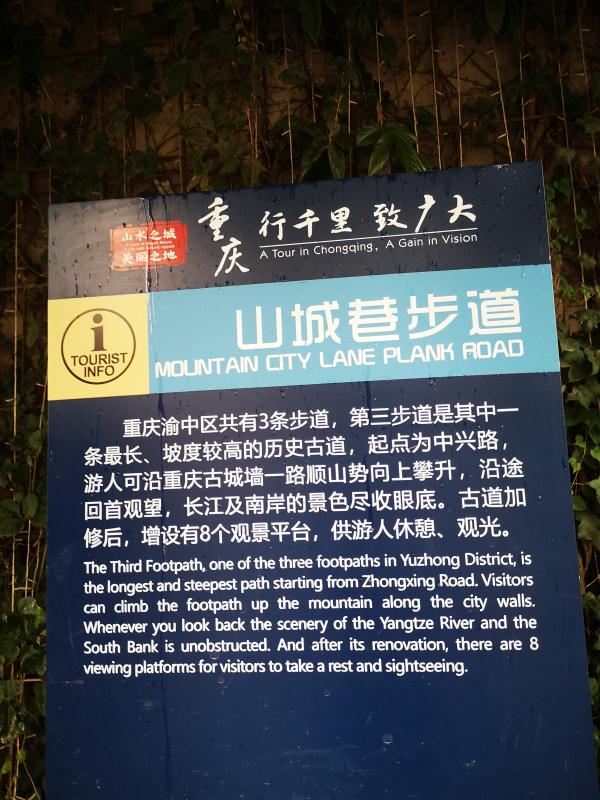 山水之城
美丽之地
重庆
行千里 致广大
A Tour in Chongqing, A Gain in Vision
山城巷步道
MOUNTAIN CITY LANE PLANK ROAD
i
TOURIST
INFO
重庆渝中区共有3条步道，第三步道是其中一
条最长、坡度较高的历史古道，起点为中兴路，
游人可沿重庆古城墙一路顺山势向上攀升，沿途
回首观望，长江及南岸的景色尽收眼底。古道加
修后，增设有8个观景平台，供游人休憩、观光。
The Third Footpath, one of the three footpaths in Yuzhong District, is
the longest and steepest path starting from Zhongxing Road. Visitors
can climb the footpath up the mountain along the city walls.
Whenever you look back the scenery of the Yangtze River and the
South Bank is unobstructed. And after its renovation, there are 8
viewing platforms for visitors to take a rest and sightseeing.